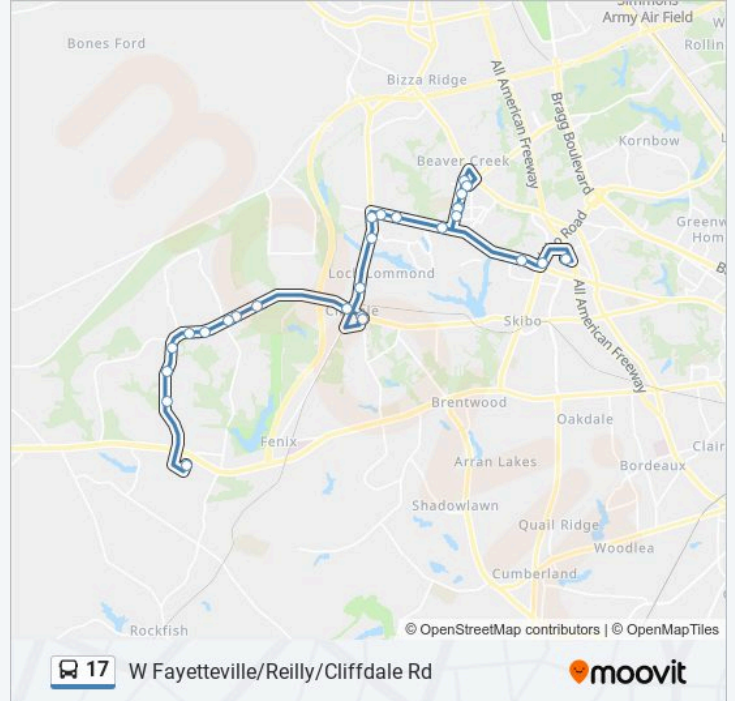 Simmons
Army Air Field
Bones Ford
Bizza Ridge
All American Freeway
Bragg Boulevard
Rollin
Kornbow
Beaver Creek
Road
Greenw
Hom
Loch Lommond
All American Freeway
Skibo
Brentwood
Oakdale
Fenix
Clair
Arran Lakes
Bordeaux
Shadowlawn
Quail Ridge
Woodlea
Cumberland
Rockfish
© OpenStreetMap contributors | © OpenMapTiles
17 W Fayetteville/Reilly/Cliffdale Rd
moovit